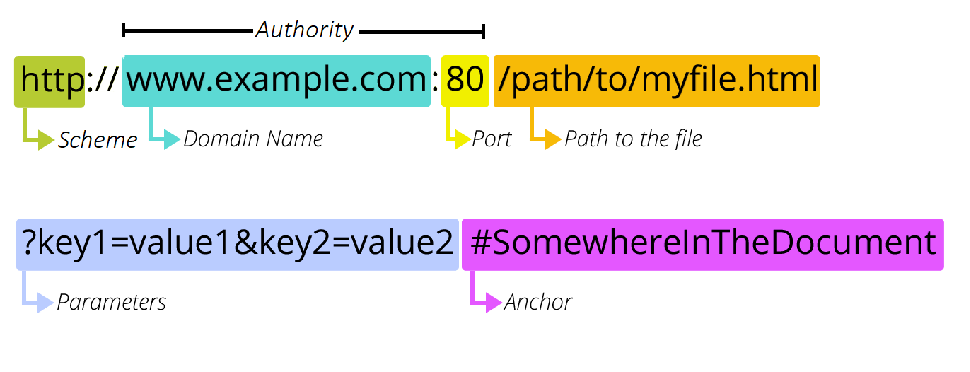 Authority
http://www.example.com:80/path/to/myfile.html
Scheme Domain Name Port Path to the file
?key1=value1&key2=value2#SomewhereInTheDocument
Parameters Anchor